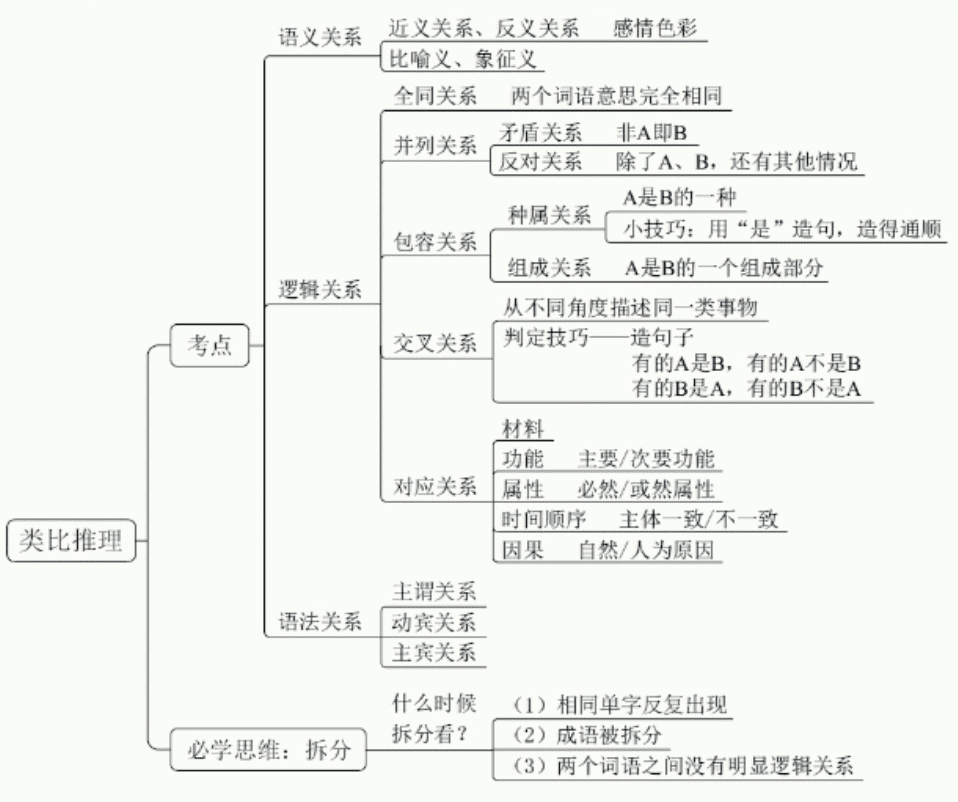 类比推理
考点
语义关系
近义关系、反义关系 感情色彩
比喻义、象征义
逻辑关系
全同关系 两个词语意思完全相同
并列关系
矛盾关系 非A即B
反对关系 除了A、B，还有其他情况
包容关系
种属关系
A是B的一种
小技巧：用“是”造句，造得通顺
组成关系 A是B的一个组成部分
交叉关系
从不同角度描述同一类事物
判定技巧——造句子
有的A是B，有的A不是B
有的B是A，有的B不是A
对应关系
材料
功能 主要/次要功能
属性 必然/或然属性
时间顺序 主体一致/不一致
因果 自然/人为原因
语法关系
主谓关系
动宾关系
主宾关系
必学思维：拆分
什么时候
拆分看？
（1）相同单字反复出现
（2）成语被拆分
（3）两个词语之间没有明显逻辑关系